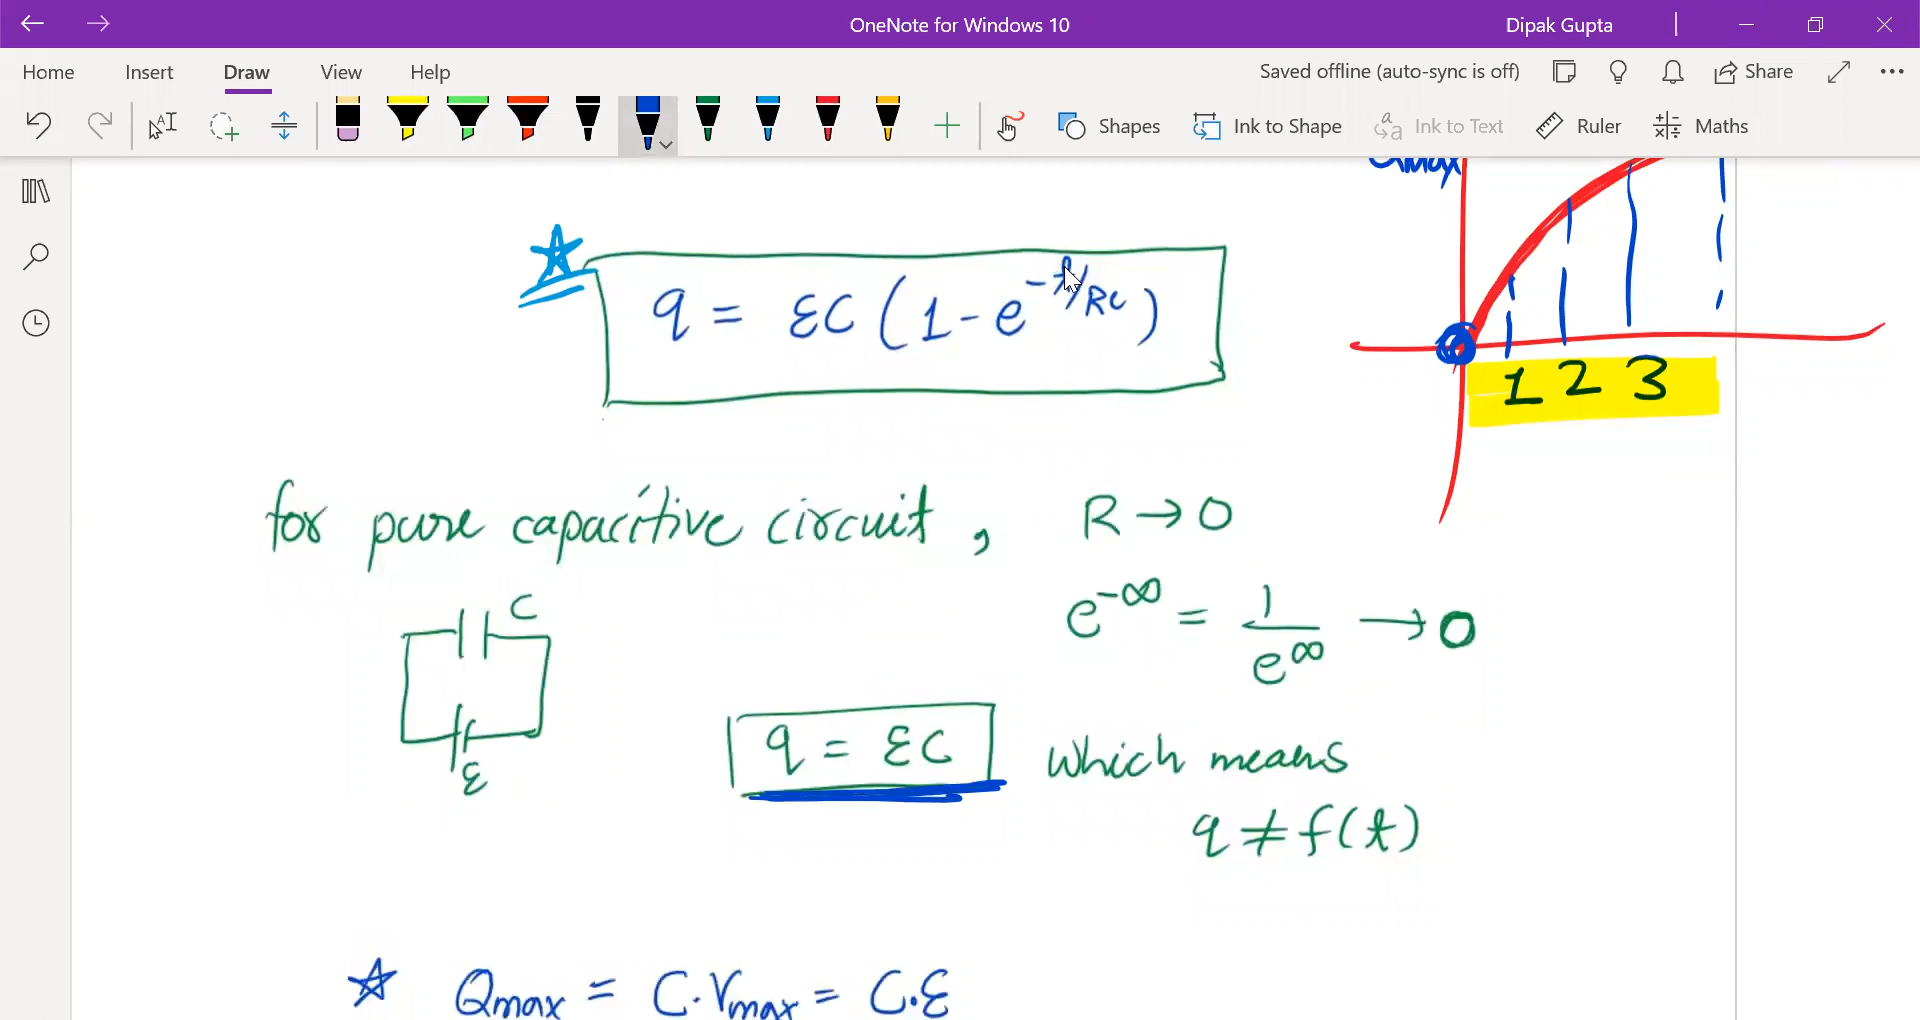 OneNote for Windows 10
Dipak Gupta
Home Insert Draw View Help
Saved offline (auto-sync is off) Share
Shapes Ink to Shape Ink to Text Ruler Maths
Qmax
q = εC (1 - e^-t/RC)
1 2 3
for pure capacitive circuit, R → 0
C
e^-∞ = 1/e^∞ → 0
ε
q = εC which means
q ≠ f(t)
Qmax = C.Vmax = C.ε